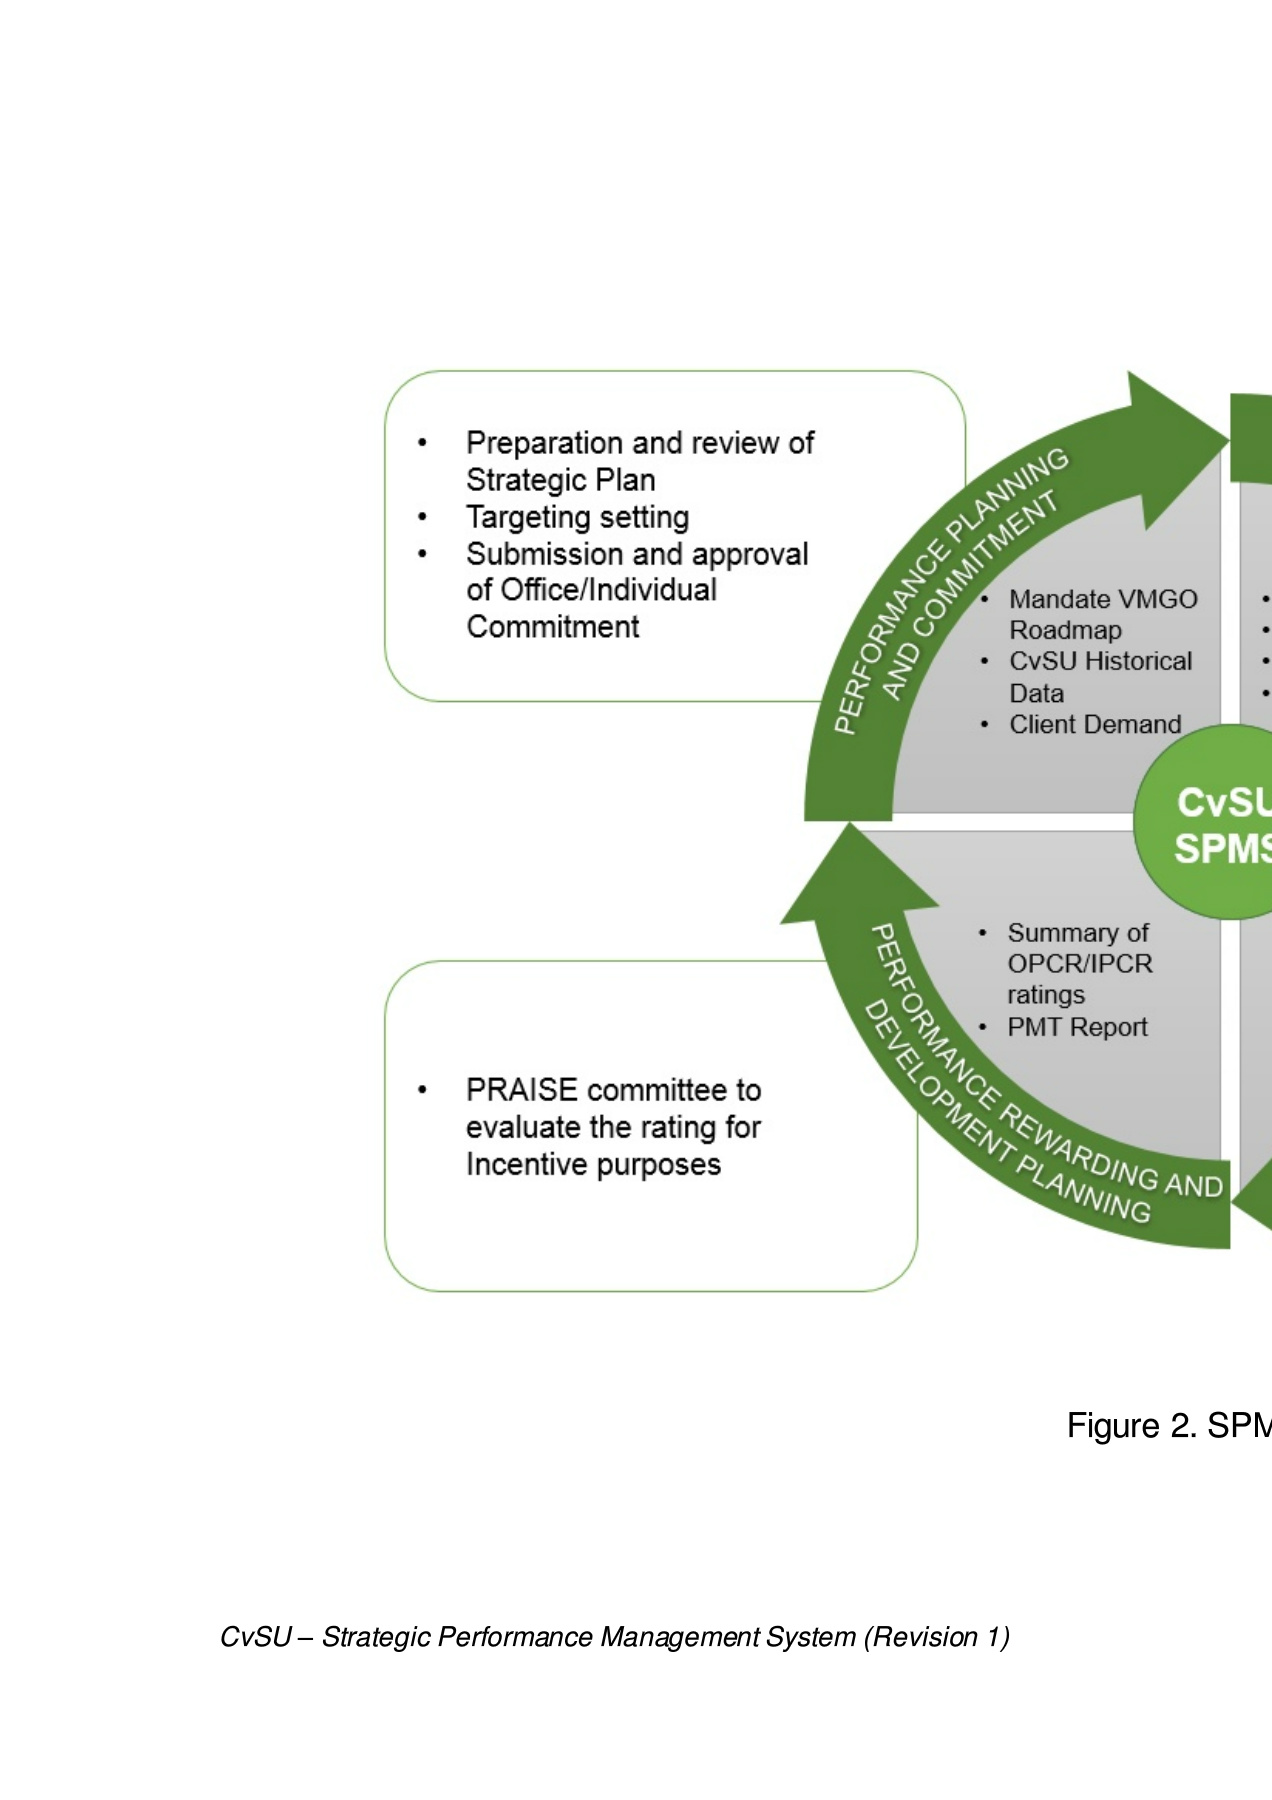 • Preparation and review of
Strategic Plan
• Targeting setting
• Submission and approval
of Office/Individual
Commitment
PERFORMANCE PLANNING
AND COMMITMENT
• Mandate VMGO
Roadmap
• CvSU Historical
Data
• Client Demand
•
•
•
•
CvSU
SPMS
• Summary of
OPCR/IPCR
ratings
• PMT Report
PERFORMANCE REWARDING AND
DEVELOPMENT PLANNING
• PRAISE committee to
evaluate the rating for
Incentive purposes
Figure 2. SPM
CvSU – Strategic Performance Management System (Revision 1)